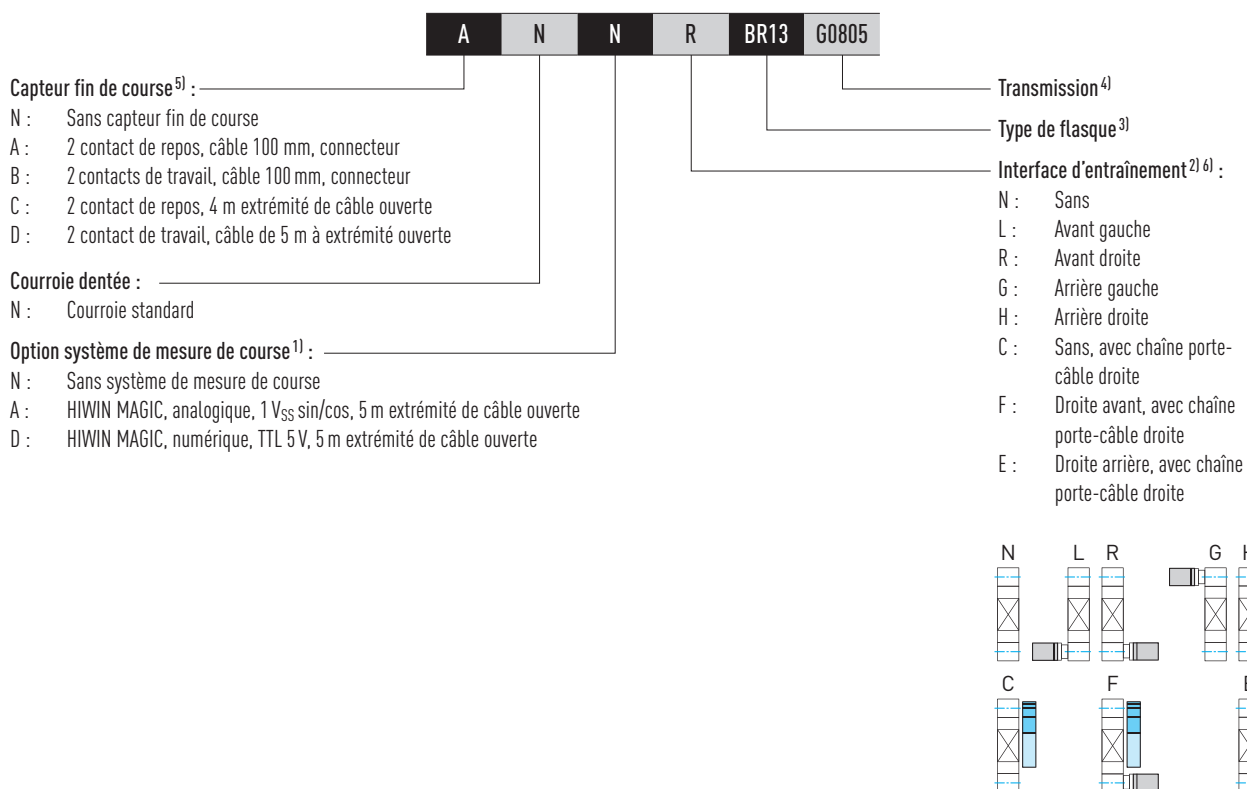 A N N R BR13 G0805
Capteur fin de course 5) :
N : Sans capteur fin de course
A : 2 contact de repos, câble 100 mm, connecteur
B : 2 contacts de travail, câble 100 mm, connecteur
C : 2 contact de repos, 4 m extrémité de câble ouverte
D : 2 contact de travail, câble de 5 m à extrémité ouverte
Courroie dentée :
N : Courroie standard
Option système de mesure de course 1) :
N : Sans système de mesure de course
A : HIWIN MAGIC, analogique, 1 VSS sin/cos, 5 m extrémité de câble ouverte
D : HIWIN MAGIC, numérique, TTL 5 V, 5 m extrémité de câble ouverte
Transmission 4)
Type de flasque 3)
Interface d'entraînement 2) 6) :
N : Sans
L : Avant gauche
R : Avant droite
G : Arrière gauche
H : Arrière droite
C : Sans, avec chaîne porte-
câble droite
F : Droite avant, avec chaîne
porte-câble droite
E : Droite arrière, avec chaîne
porte-câble droite
N L R G
C F